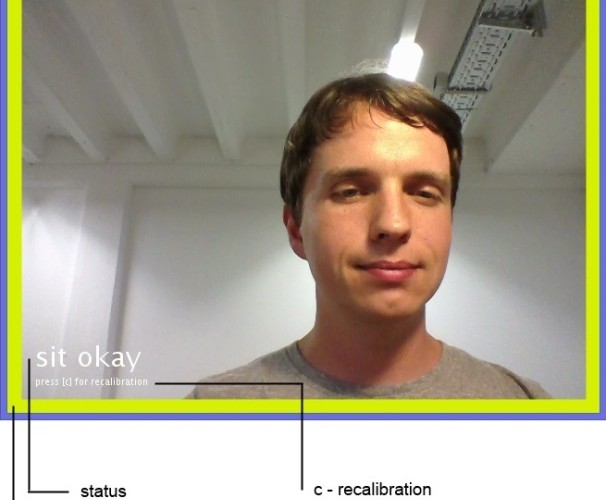 sit okay
press [c] for recalibration
status
c - recalibration